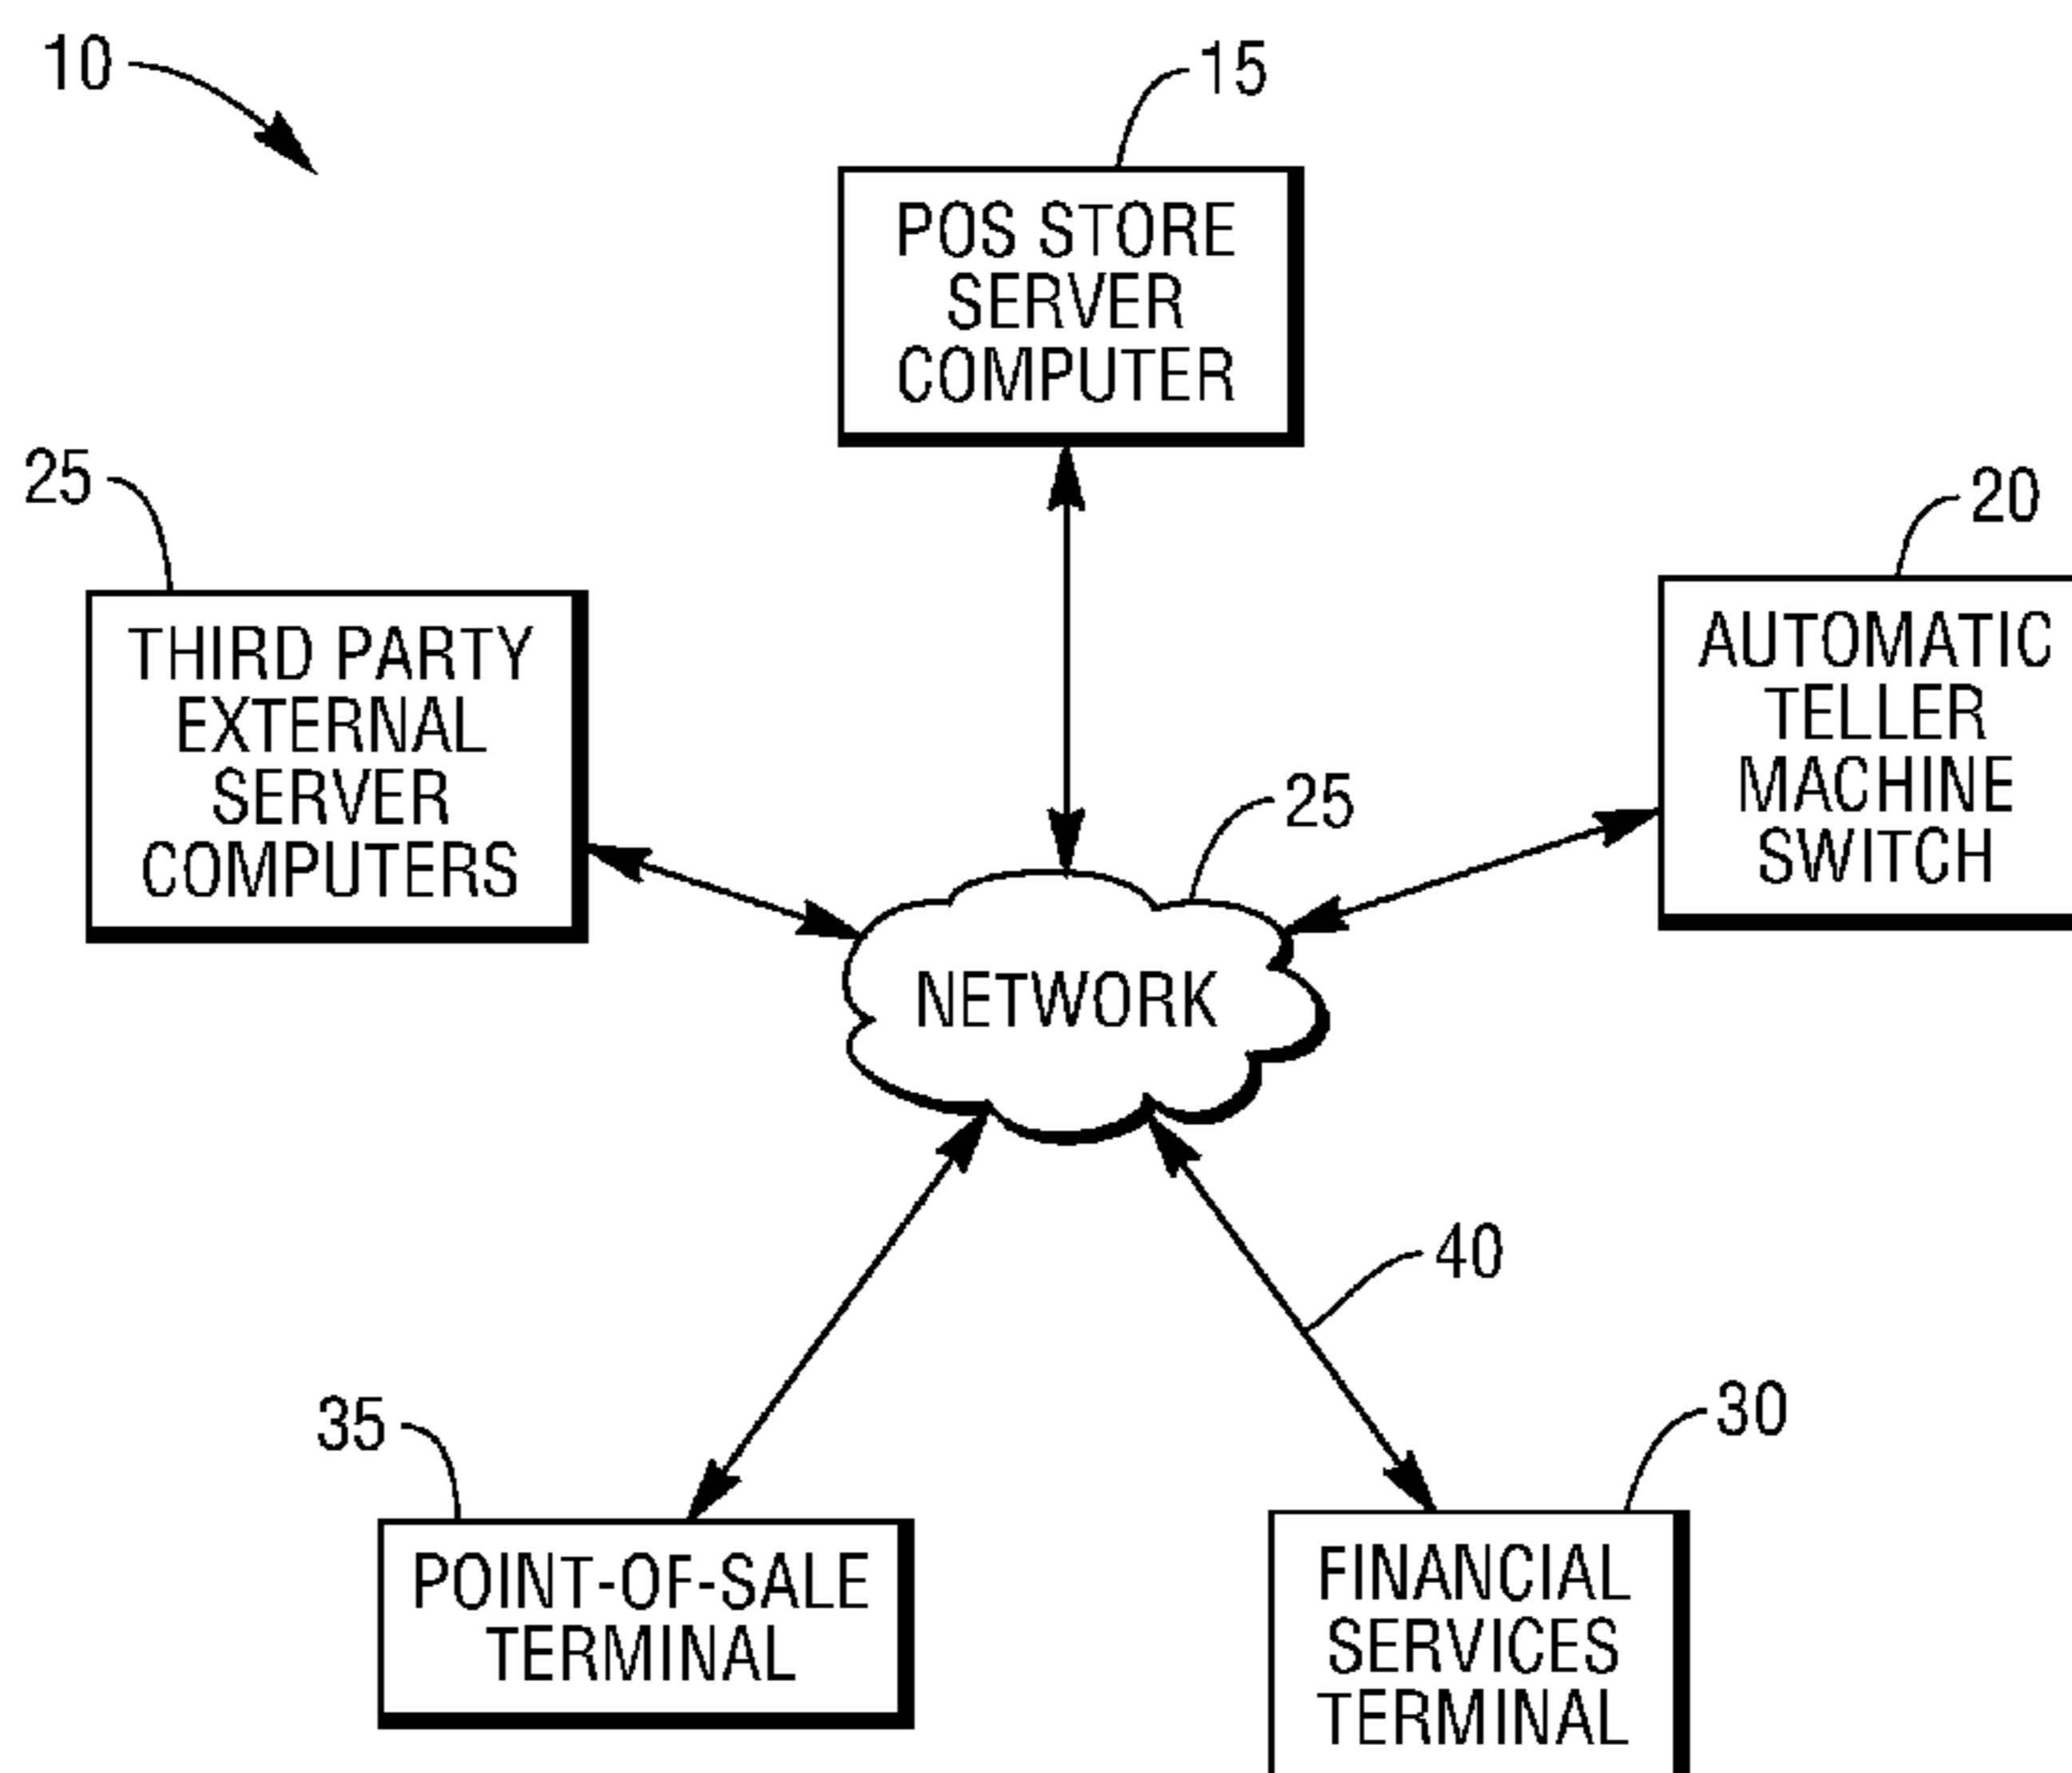 10
15
POS STORE
SERVER
COMPUTER
25
THIRD PARTY
EXTERNAL
SERVER
COMPUTERS
20
AUTOMATIC
TELLER
MACHINE
SWITCH
25
NETWORK
40
35
POINT-OF-SALE
TERMINAL
30
FINANCIAL
SERVICES
TERMINAL